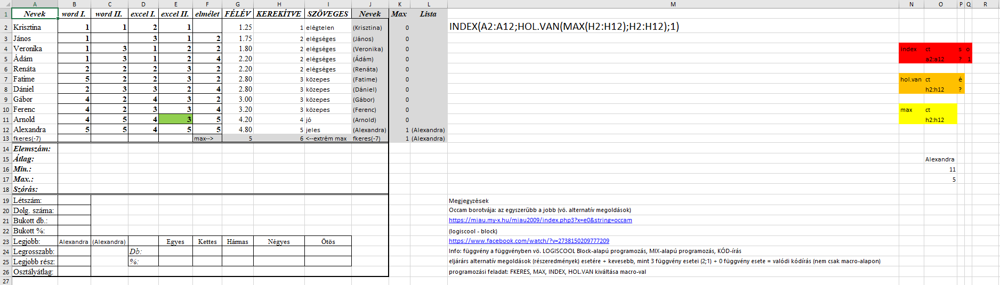 A B C D E F G H I J K L M N O P Q R
1 Nevek word I. word II. excel I. excel II. elmélet FÉLÉV KEREKÍTVE SZÖVEGES Nevek Max Lista
2 Krisztina 1 1 2 1 1.25 1 elégtelen (Krisztina) 0 INDEX(A2:A12;HOL.VAN(MAX(H2:H12);H2:H12);1)
3 János 1 3 1 2 1.75 2 elégséges (János) 0
4 Veronika 1 3 1 2 2 1.80 2 elégséges (Veronika) 0 index ct s o
5 Ádám 1 3 1 2 4 2.20 2 elégséges (Ádám) 0 a2:a12 ? 1
6 Renáta 2 2 2 3 2 2.20 2 elégséges (Renáta) 0
7 Fatime 5 2 2 3 2 2.80 3 közepes (Fatime) 0 hol.van ct é
8 Dániel 2 3 3 2 4 2.80 3 közepes (Dániel) 0 h2:h12 ?
9 Gábor 4 2 4 3 2 3.00 3 közepes (Gábor) 0
10 Ferenc 4 2 3 3 4 3.20 3 közepes (Ferenc) 0 max ct
11 Arnold 4 5 4 3 5 4.20 4 jó (Arnold) 0 h2:h12
12 Alexandra 5 5 4 5 5 4.80 5 jeles (Alexandra) 1 (Alexandra)
13 fkeres(-7) max--> 5 6 <--extrém max fkeres(-7) 1 (Alexandra)
14 Elemszám:
15 Átlag: Alexandra
16 Min.: 11
17 Max.: 5
18 Szórás:
19 Létszám: Megjegyzések
20 Dolg. száma: Occam borotvája: az egyszerűbb a jobb (vö. alternatív megoldások)
21 Bukott db.: https://miau.my-x.hu/miau2009/index.php3?x=e0&string=occam
22 Bukott %: (logiscool - block)
23 Legjobb: Alexandra (Alexandra) Egyes Kettes Hármas Négyes Ötös https://www.facebook.com/watch/?v=2738150209777209
24 Legrosszabb: Db: Info: függvény a függvényben vö. LOGISCOOL Block-alapú programozás, MIX-alapú programozás, KÓD-írás
25 Legjobb rész: %: eljárárs alternatív megoldások (részeredmények) esetére + kevesebb, mint 3 függvény esetei (2;1) + 0 függvény esete = valódi kódírás (nem csak macro-alapon)
26 Osztályátlag: programozási feladat: FKERES, MAX, INDEX, HOL.VAN kiváltása macro-val
27